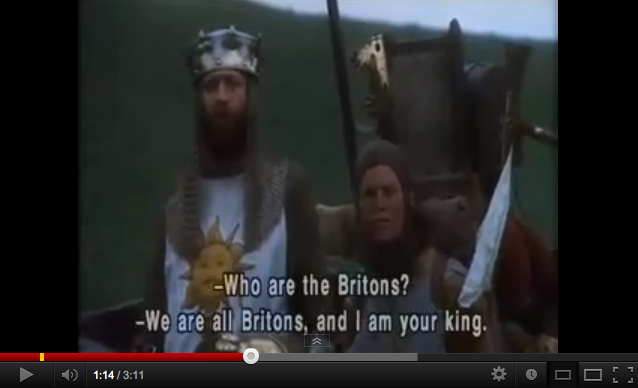 -Who are the Britons?
-We are all Britons, and I am your king.
1:14 / 3:11